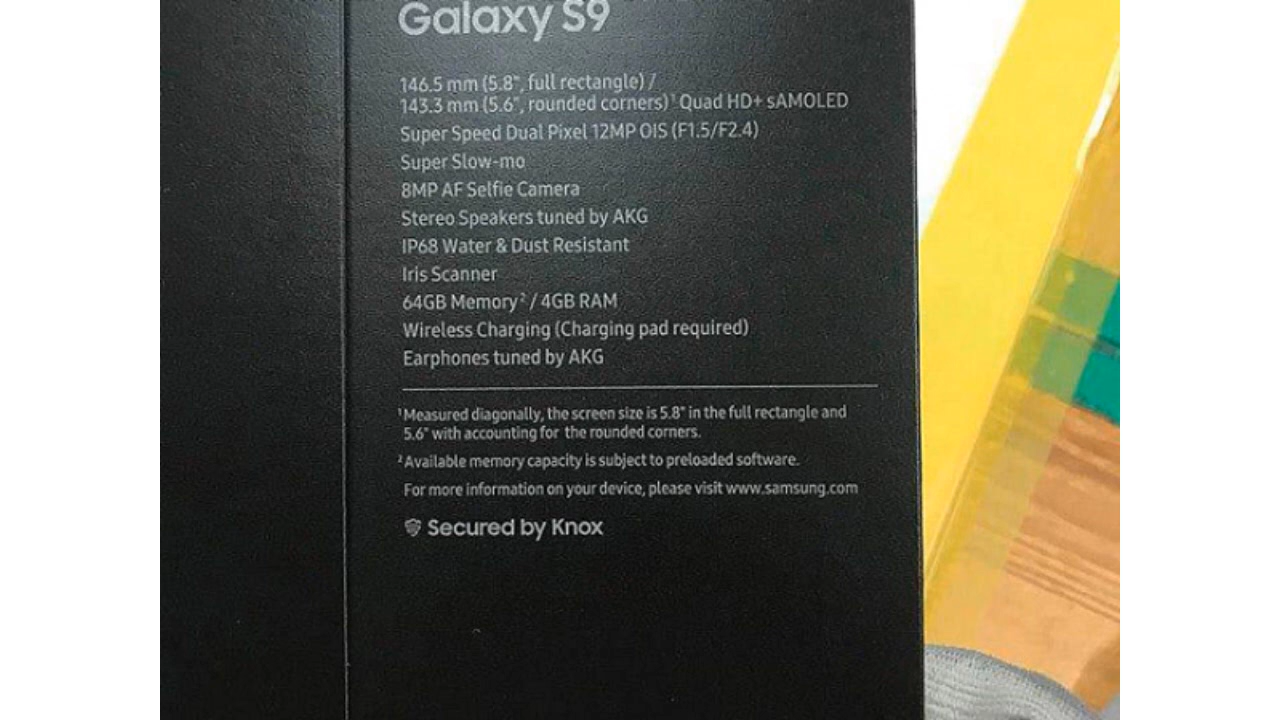 Galaxy S9
146.5 mm (5.8", full rectangle) /
143.3 mm (5.6", rounded corners)¹ Quad HD+ sAMOLED
Super Speed Dual Pixel 12MP OIS (F1.5/F2.4)
Super Slow-mo
8MP AF Selfie Camera
Stereo Speakers tuned by AKG
IP68 Water & Dust Resistant
Iris Scanner
64GB Memory² / 4GB RAM
Wireless Charging (Charging pad required)
Earphones tuned by AKG
¹Measured diagonally, the screen size is 5.8" in the full rectangle and
5.6" with accounting for the rounded corners.
²Available memory capacity is subject to preloaded software.
For more information on your device, please visit www.samsung.com
Secured by Knox